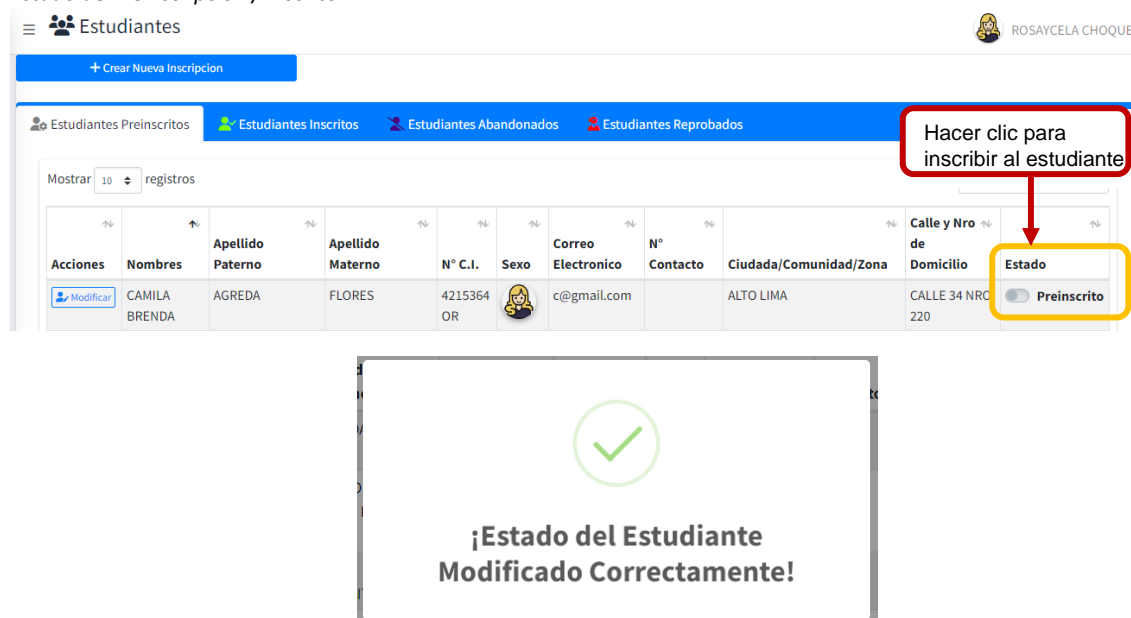 Estudiantes
ROSAYCELA CHOQUE
+ Crear Nueva Inscripcion
Estudiantes Preinscritos
Estudiantes Inscritos
Estudiantes Abandonados
Estudiantes Reprobados
Hacer clic para
inscribir al estudiante
Mostrar 10 registros
Acciones
Nombres
Apellido
Paterno
Apellido
Materno
N° C.I.
Sexo
Correo
Electronico
N°
Contacto
Ciudada/Comunidad/Zona
Calle y Nro
de
Domicilio
Estado
Modificar
CAMILA
BRENDA
AGREDA
FLORES
4215364
OR
c@gmail.com
ALTO LIMA
CALLE 34 NRO
220
Preinscrito
¡Estado del Estudiante
Modificado Correctamente!